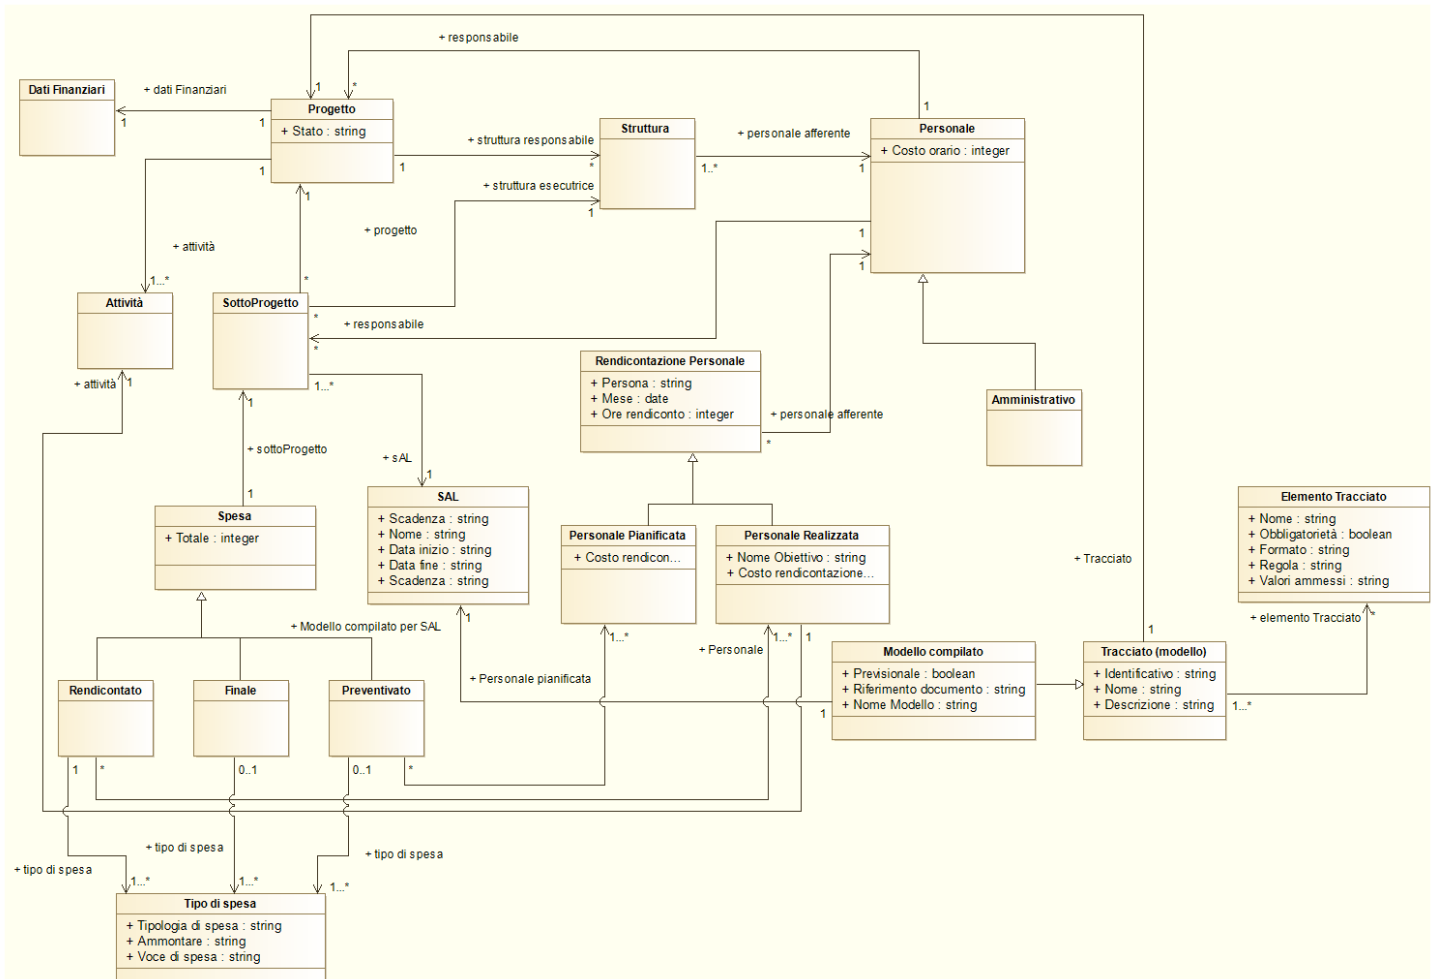 + responsabile
Dati Finanziari
+ dati Finanziari
1
*
1
1
1
Progetto
+ Stato : string
1
1
+ struttura responsabile
*
Struttura
1...*
+ personale afferente
1
Personale
+ Costo orario : integer
1
+ struttura esecutrice
1
+ progetto
1
*
+ attività
1...*
Attività
SottoProgetto
*
+ responsabile
*
1
1
1...*
+ attività
1
1
+ sottoProgetto
1
+ sAL
1
Rendicontazione Personale
+ Persona : string
+ Mese : date
+ Ore rendiconto : integer
+ personale afferente
*
Amministrativo
Spesa
+ Totale : integer
SAL
+ Scadenza : string
+ Nome : string
+ Data inizio : string
+ Data fine : string
+ Scadenza : string
1
Personale Pianificata
+ Costo rendicon...
1...*
Personale Realizzata
+ Nome Obiettivo : string
+ Costo rendicontazione...
1...*
1
+ Tracciato
1
Elemento Tracciato
+ Nome : string
+ Obbligatorietà : boolean
+ Formato : string
+ Regola : string
+ Valori ammessi : string
+ elemento Tracciato
*
+ Modello compilato per SAL
+ Personale
+ Personale pianificata
Modello compilato
+ Previsionale : boolean
+ Riferimento documento : string
+ Nome Modello : string
1
Tracciato (modello)
+ Identificativo : string
+ Nome : string
+ Descrizione : string
1...*
Rendicontato
Finale
Preventivato
1
*
0..1
0..1
*
+ tipo di spesa
+ tipo di spesa
+ tipo di spesa
1...*
1...*
1...*
Tipo di spesa
+ Tipologia di spesa : string
+ Ammontare : string
+ Voce di spesa : string